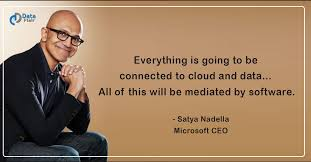 Data
Flair
Everything is going to be
connected to cloud and data...
All of this will be mediated by software.
- Satya Nadella
Microsoft CEO